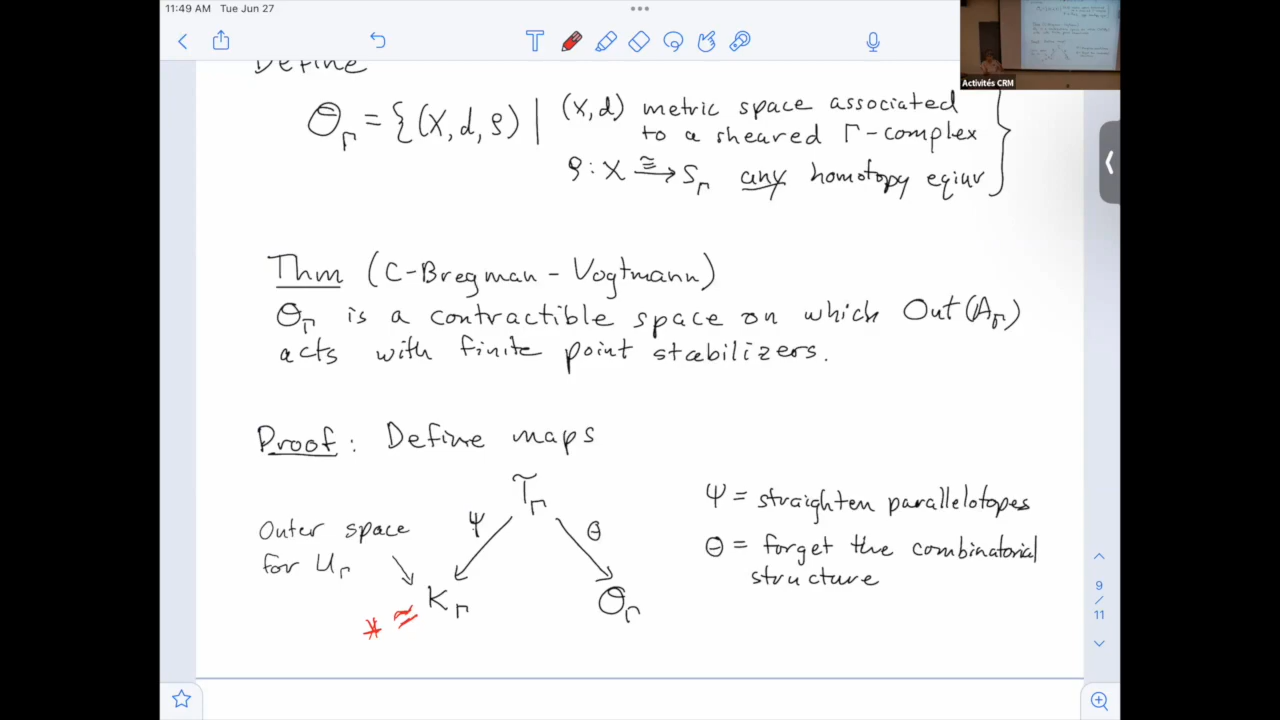 11:49 AM Tue Jun 27
Define
Activités CRM
Θ_Γ = {(X, d, ρ) | (X, d) metric space associated
to a sheared Γ-complex
ρ: X ≅→ S_Γ any homotopy equiv }
Thm (C-Bregman-Vogtmann)
Θ_Γ is a contractible space on which Out(A_Γ)
acts with finite point stabilizers.
Proof: Define maps
T̃_Γ
Ψ = straighten parallelotopes
Outer space
Ψ
θ
for U_Γ
Θ = forget the combinatorial
structure
* ≃ K_Γ
Θ_Γ
9
/
11